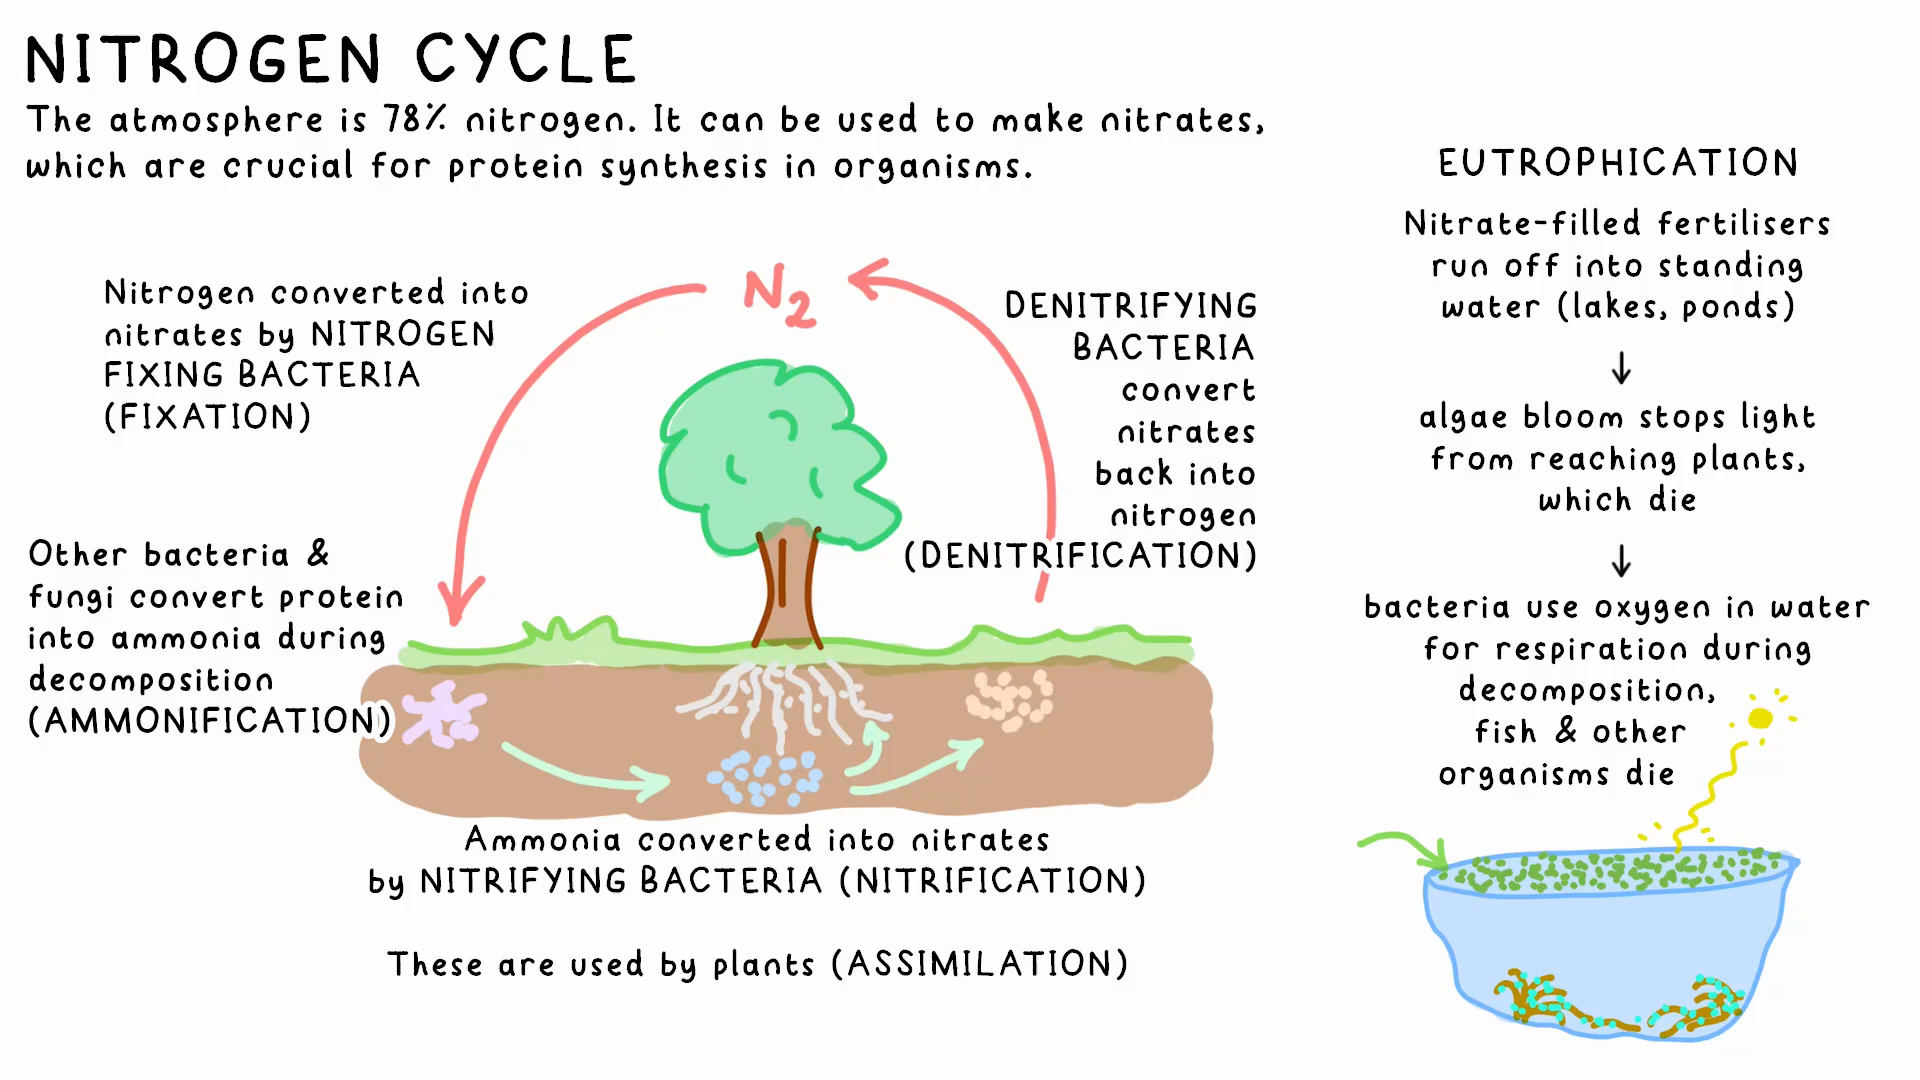 NITROGEN CYCLE
The atmosphere is 78% nitrogen. It can be used to make nitrates,
which are crucial for protein synthesis in organisms.
Nitrogen converted into
nitrates by NITROGEN
FIXING BACTERIA
(FIXATION)
N2
DENITRIFYING
BACTERIA
convert
nitrates
back into
nitrogen
(DENITRIFICATION)
Other bacteria &
fungi convert protein
into ammonia during
decomposition
(AMMONIFICATION)
Ammonia converted into nitrates
by NITRIFYING BACTERIA (NITRIFICATION)
These are used by plants (ASSIMILATION)
EUTROPHICATION
Nitrate-filled fertilisers
run off into standing
water (lakes, ponds)
↓
algae bloom stops light
from reaching plants,
which die
↓
bacteria use oxygen in water
for respiration during
decomposition,
fish & other
organisms die